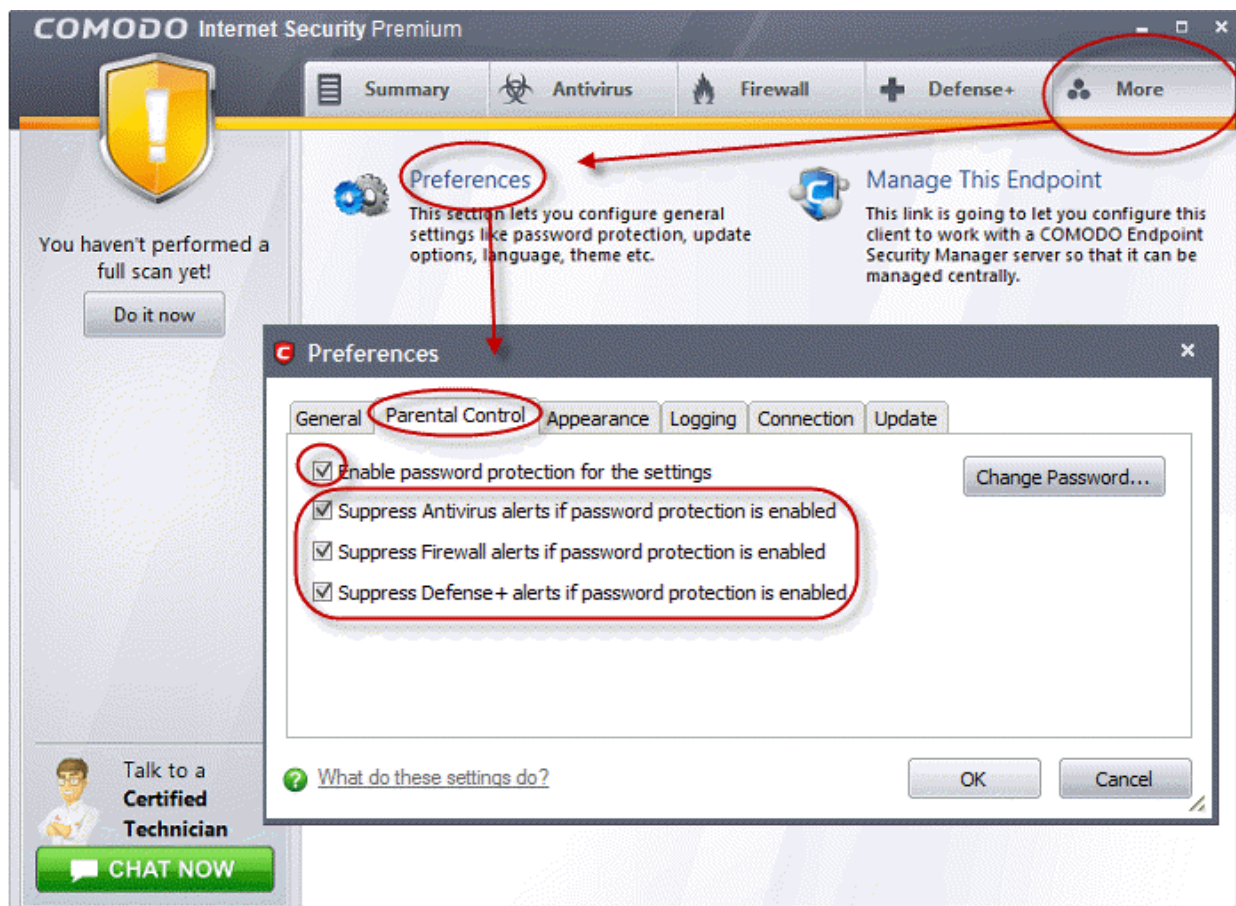 COMODO Internet Security Premium
Summary
Antivirus
Firewall
Defense+
More
You haven't performed a
full scan yet!
Do it now
Preferences
This section lets you configure general
settings like password protection, update
options, language, theme etc.
Manage This Endpoint
This link is going to let you configure this
client to work with a COMODO Endpoint
Security Manager server so that it can be
managed centrally.
Preferences
General
Parental Control
Appearance
Logging
Connection
Update
Enable password protection for the settings
Change Password...
Suppress Antivirus alerts if password protection is enabled
Suppress Firewall alerts if password protection is enabled
Suppress Defense+ alerts if password protection is enabled
What do these settings do?
OK
Cancel
Talk to a
Certified
Technician
CHAT NOW